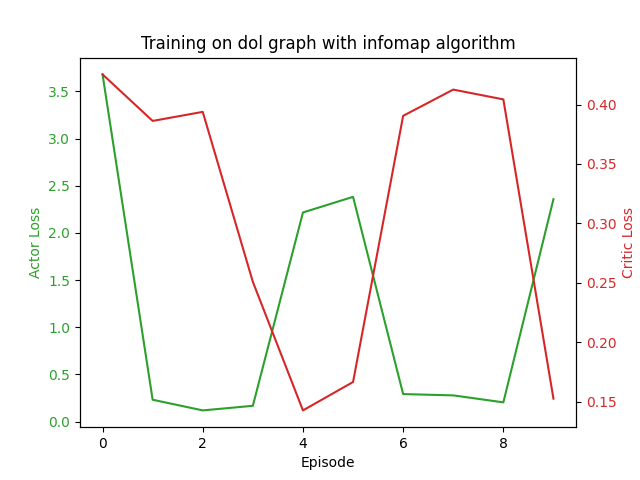 Training on dol graph with infomap algorithm
3.5
3.0
2.5
2.0
1.5
1.0
0.5
0.0
Actor Loss
0.40
0.35
0.30
0.25
0.20
0.15
Critic Loss
0 2 4 6 8
Episode